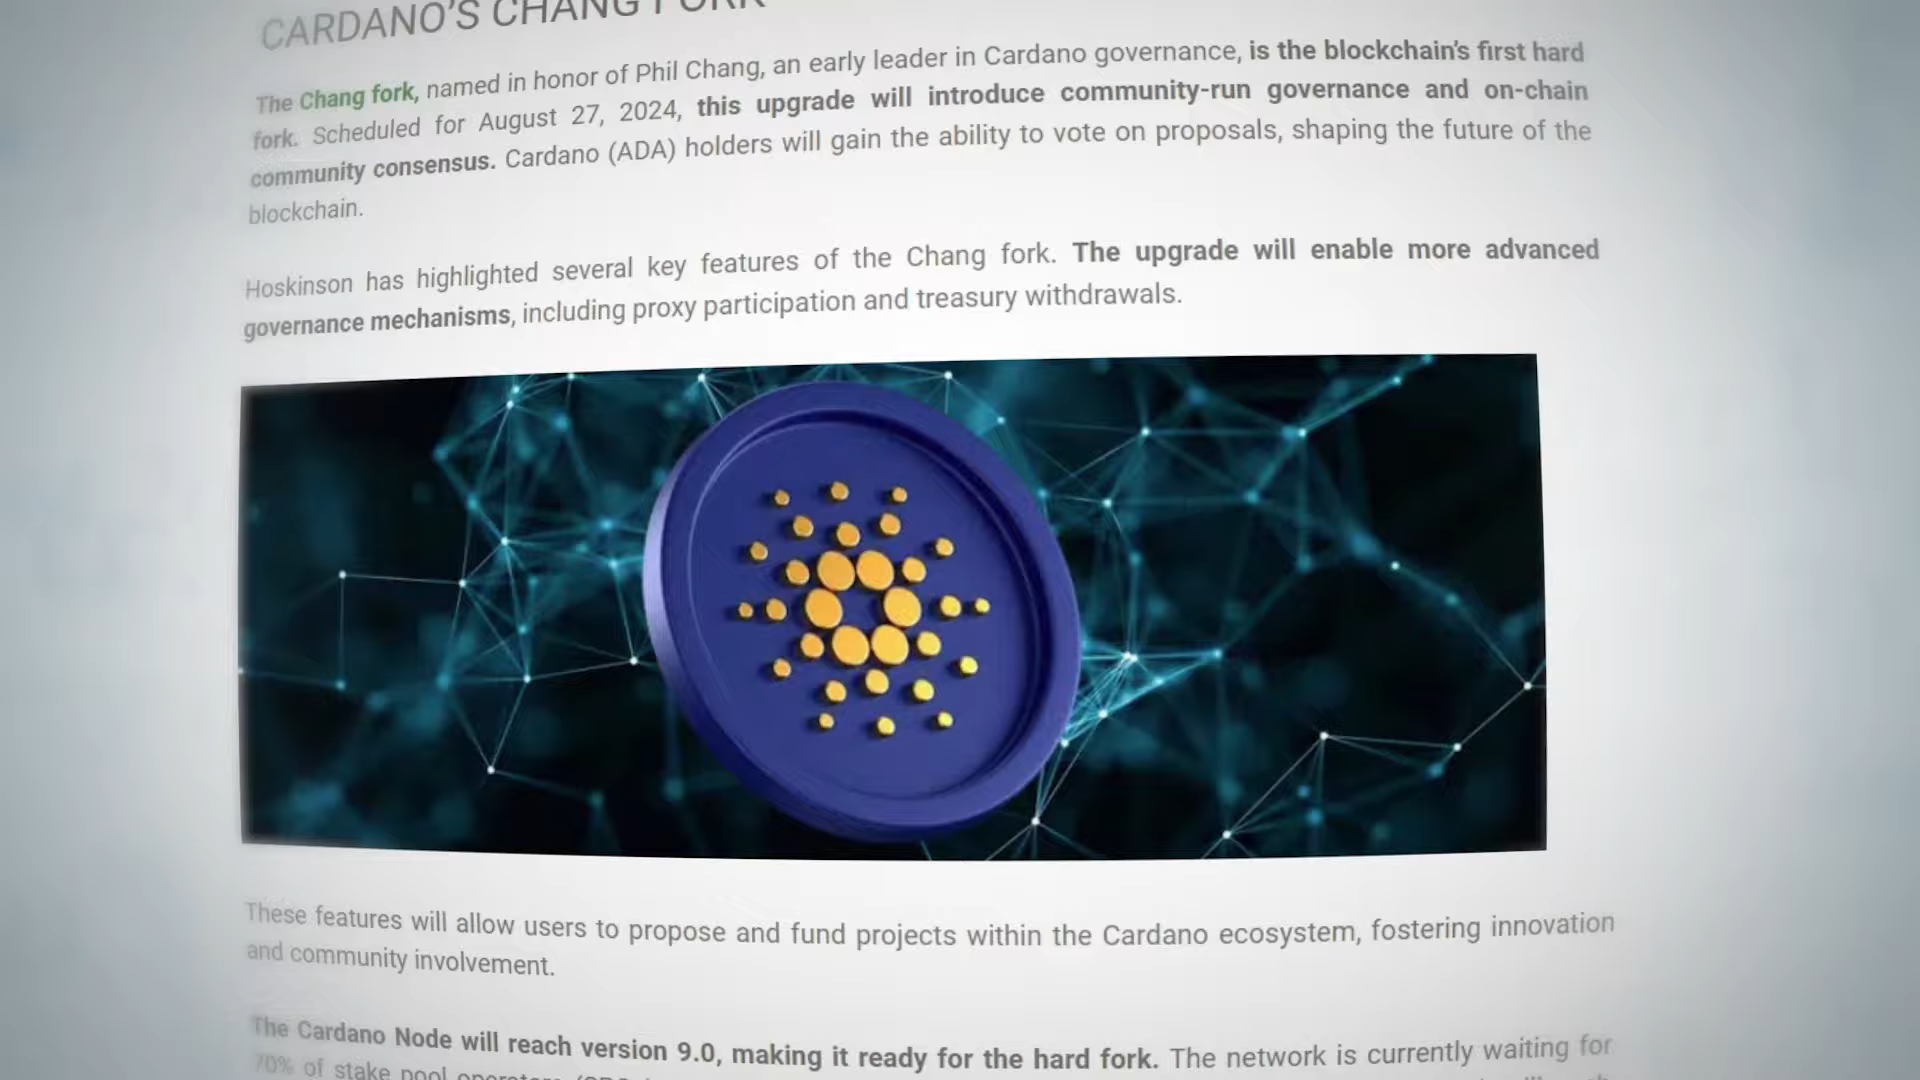 CARDANO'S CHANG FORK
The Chang fork, named in honor of Phil Chang, an early leader in Cardano governance, is the blockchain's first hard
fork. Scheduled for August 27, 2024, this upgrade will introduce community-run governance and on-chain
community consensus. Cardano (ADA) holders will gain the ability to vote on proposals, shaping the future of the
blockchain.
Hoskinson has highlighted several key features of the Chang fork. The upgrade will enable more advanced
governance mechanisms, including proxy participation and treasury withdrawals.
These features will allow users to propose and fund projects within the Cardano ecosystem, fostering innovation
and community involvement.
The Cardano Node will reach version 9.0, making it ready for the hard fork. The network is currently waiting for
70% of stake pool operators